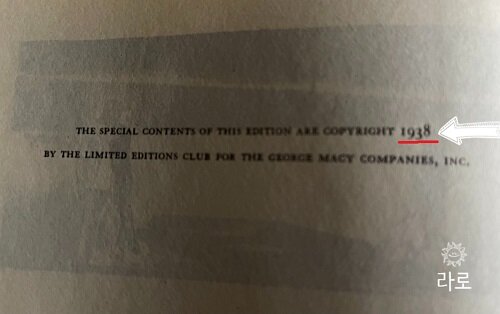 THE SPECIAL CONTENTS OF THIS EDITION ARE COPYRIGHT 1938
BY THE LIMITED EDITIONS CLUB FOR THE GEORGE MACY COMPANIES, INC.
라로